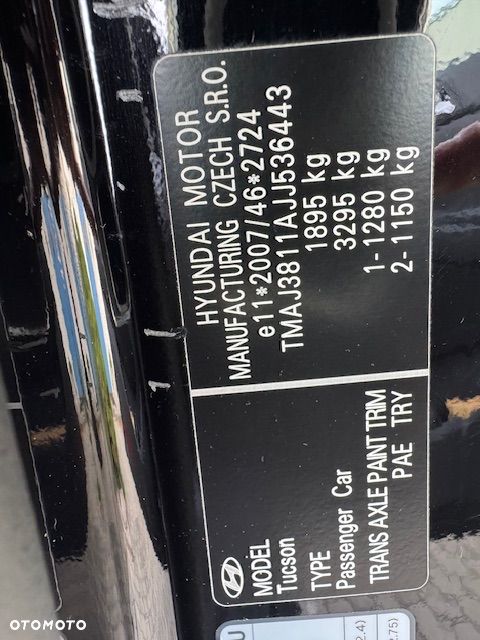 HYUNDAI MOTOR
MANUFACTURING CZECH S.R.O.
e11*2007/46*2724
TMAJ3811AJJ536443
1895 kg
3295 kg
1-1280 kg
2-1150 kg
MODEL
Tucson
TYPE
Passenger Car
TRANS AXLE PAINT TRIM
PAE TRY
OTOMOTO